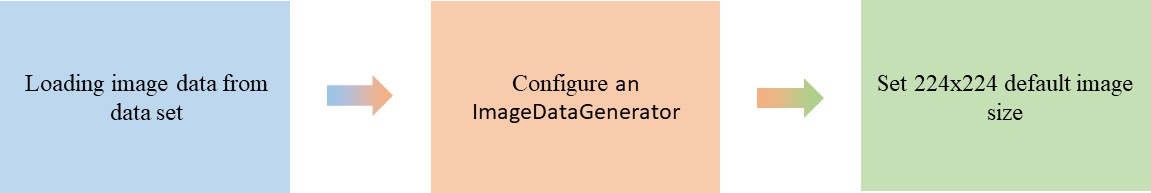 Loading image data from
data set
Configure an
ImageDataGenerator
Set 224x224 default image
size